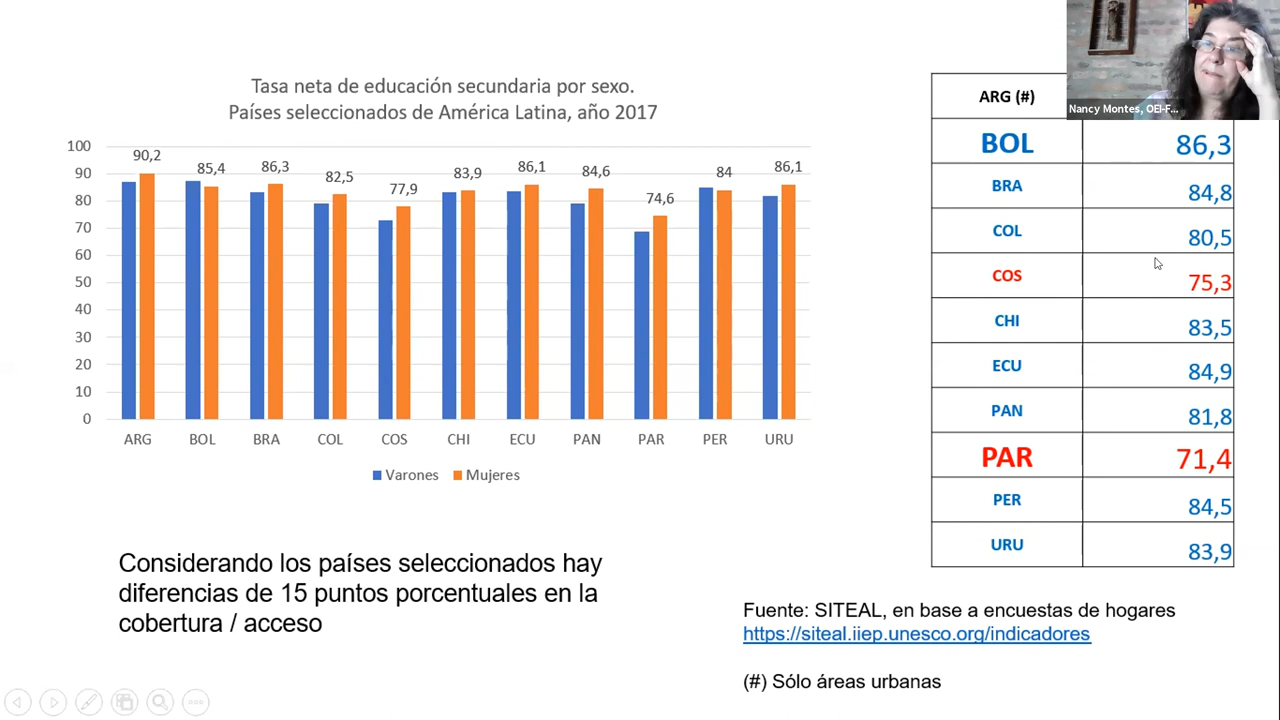 Tasa neta de educación secundaria por sexo.
Países seleccionados de América Latina, año 2017
100
90
80
70
60
50
40
30
20
10
0
90,2
85,4
86,3
82,5
77,9
83,9
86,1
84,6
74,6
84
86,1
ARG
BOL
BRA
COL
COS
CHI
ECU
PAN
PAR
PER
URU
Varones Mujeres
Considerando los países seleccionados hay
diferencias de 15 puntos porcentuales en la
cobertura / acceso
Nancy Montes, OEI-F...
ARG (#)
BOL 86,3
BRA 84,8
COL 80,5
COS 75,3
CHI 83,5
ECU 84,9
PAN 81,8
PAR 71,4
PER 84,5
URU 83,9
Fuente: SITEAL, en base a encuestas de hogares
https://siteal.iiep.unesco.org/indicadores
(#) Sólo áreas urbanas